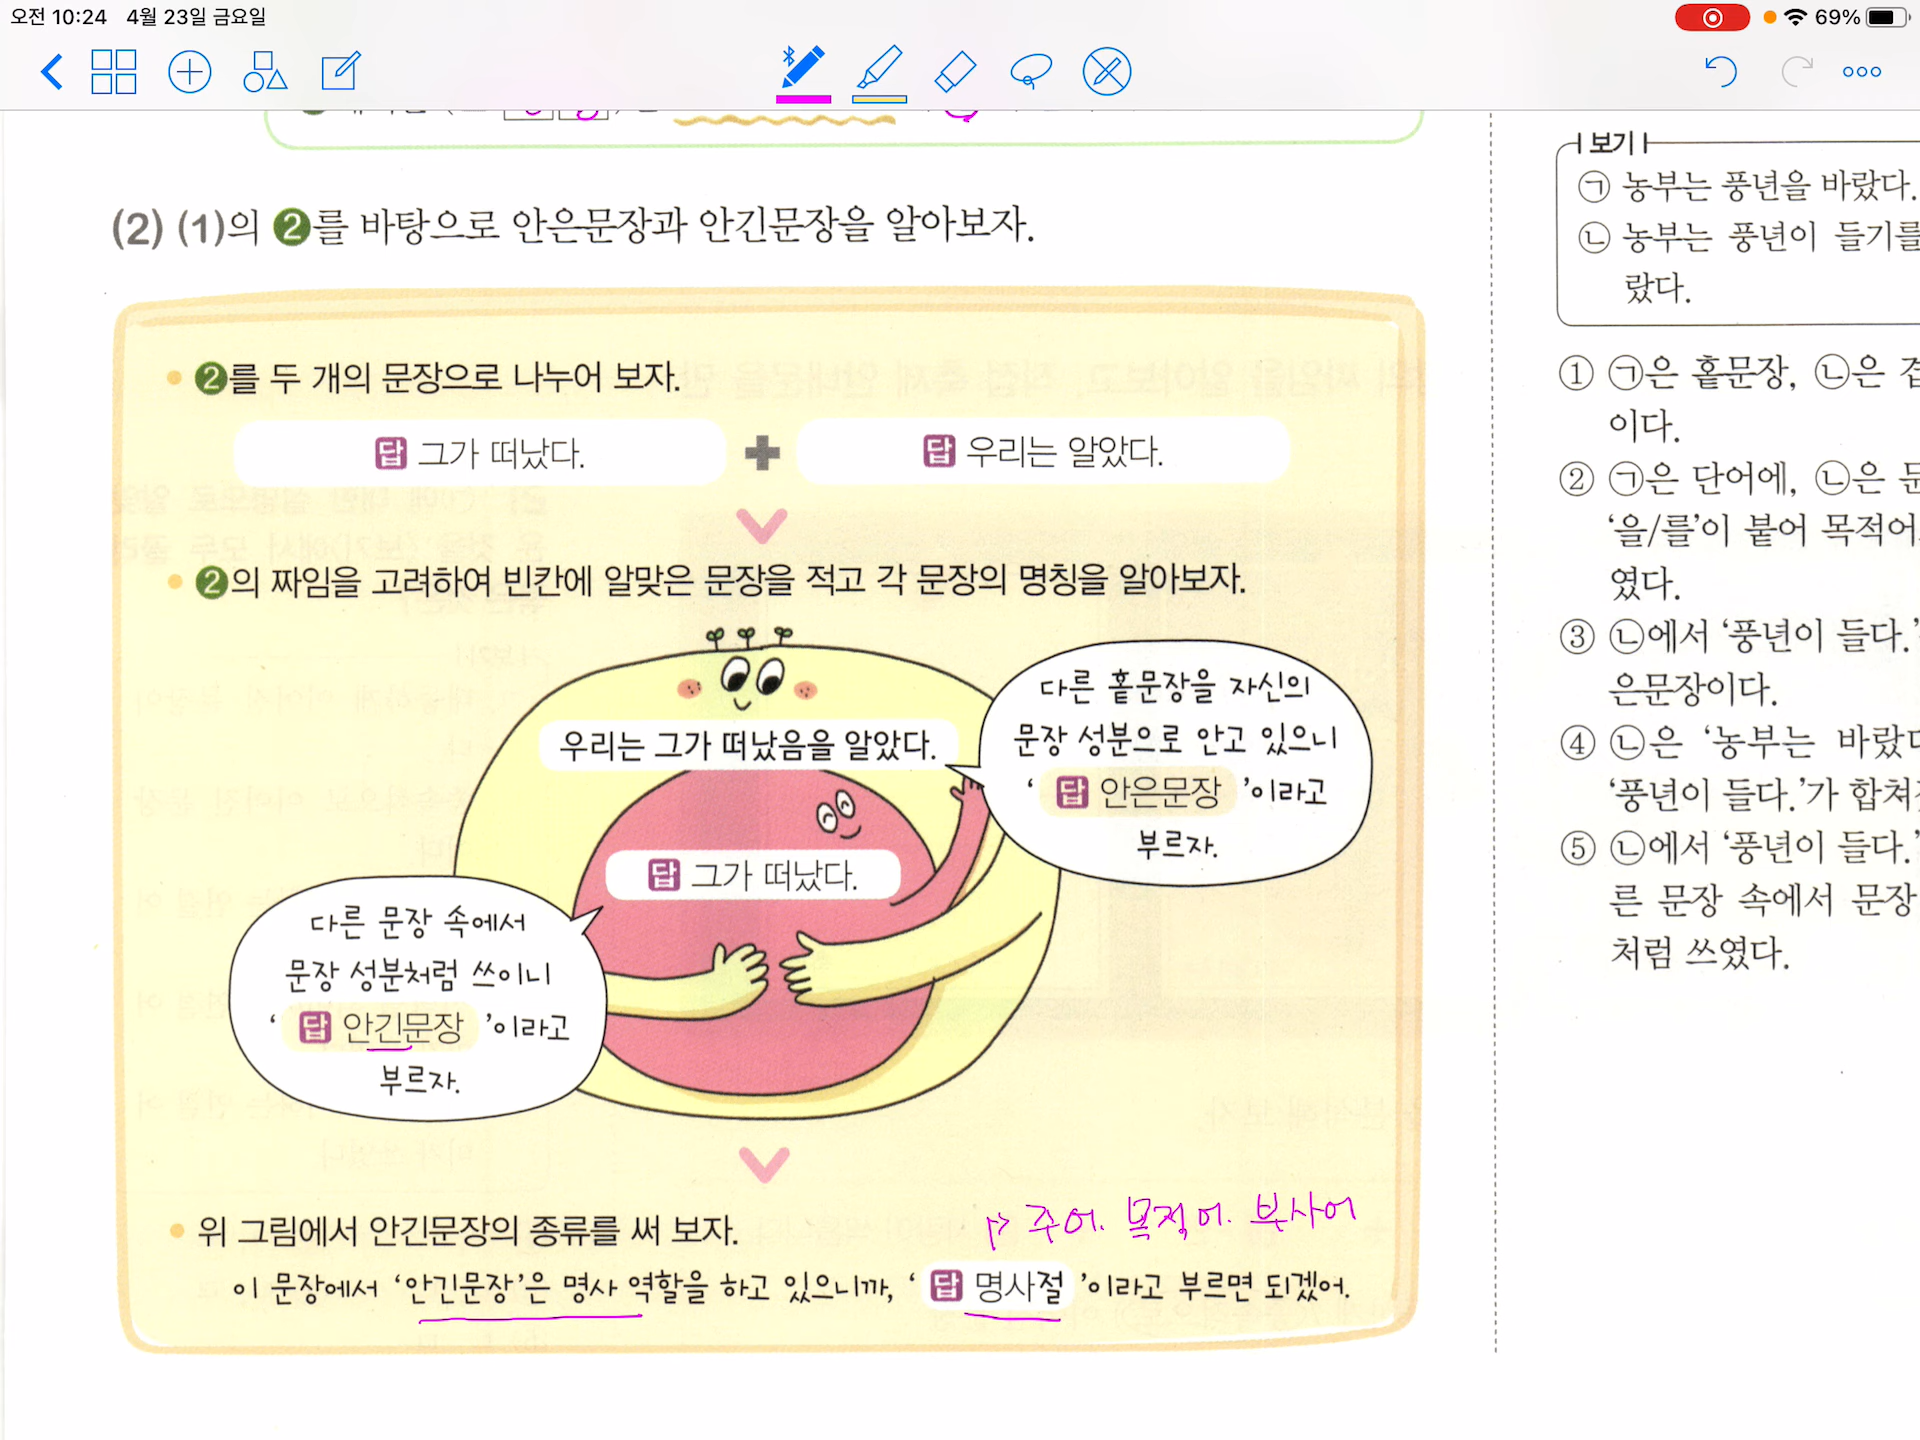 오전 10:24 4월 23일 금요일
69%
(2) (1)의 ❷를 바탕으로 안은문장과 안긴문장을 알아보자.
• ❷를 두 개의 문장으로 나누어 보자.
답 그가 떠났다. + 답 우리는 알았다.
• ❷의 짜임을 고려하여 빈칸에 알맞은 문장을 적고 각 문장의 명칭을 알아보자.
우리는 그가 떠났음을 알았다.
다른 홑문장을 자신의
문장 성분으로 안고 있으니
‘ 답 안은문장 ’이라고
부르자.
답 그가 떠났다.
다른 문장 속에서
문장 성분처럼 쓰이니
‘ 답 안긴문장 ’이라고
부르자.
• 위 그림에서 안긴문장의 종류를 써 보자.
주어. 목적어. 부사어
이 문장에서 ‘안긴문장’은 명사 역할을 하고 있으니까, ‘ 답 명사절 ’이라고 부르면 되겠어.
보기
㉠ 농부는 풍년을 바랐다.
㉡ 농부는 풍년이 들기를
랐다.
① ㉠은 홑문장, ㉡은 겹
이다.
② ㉠은 단어에, ㉡은 문
‘을/를’이 붙어 목적어
였다.
③ ㉡에서 ‘풍년이 들다.’
은문장이다.
④ ㉡은 ‘농부는 바랐다
‘풍년이 들다.’가 합쳐
⑤ ㉡에서 ‘풍년이 들다.’
른 문장 속에서 문장
처럼 쓰였다.